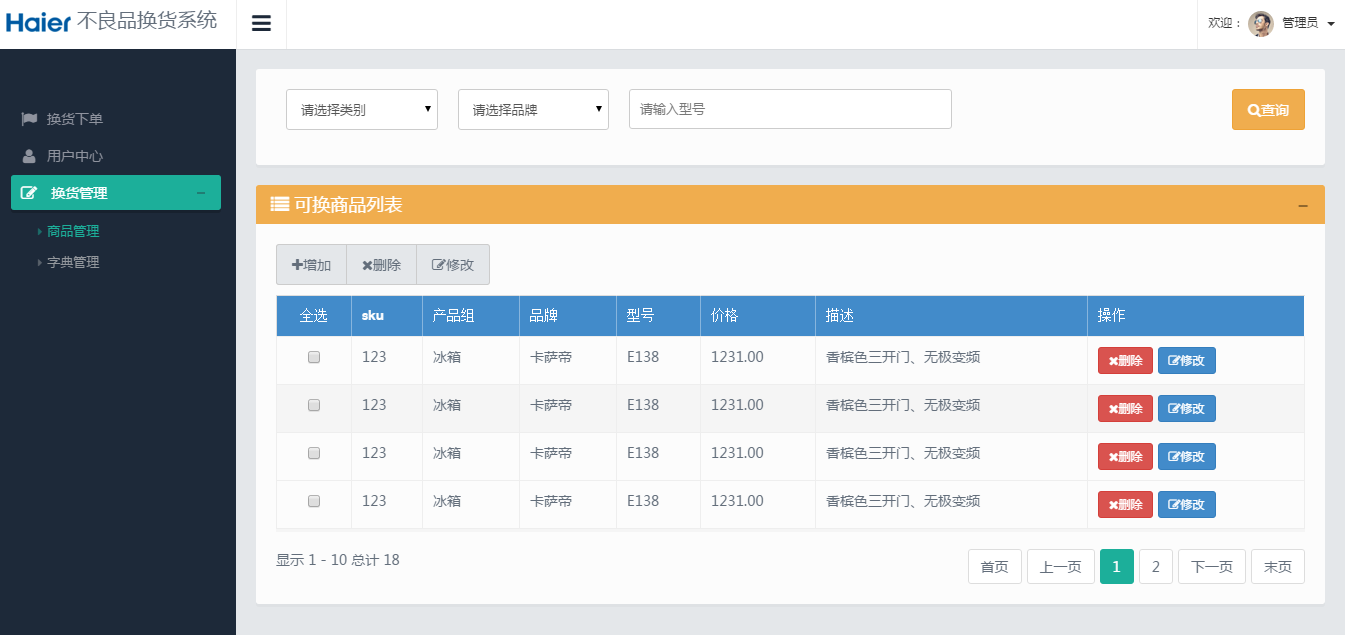 Haier 不良品换货系统
欢迎： 管理员
换货下单
用户中心
换货管理
商品管理
字典管理
请选择类别 请选择品牌 请输入型号 查询
可换商品列表
增加 删除 修改
全选 sku 产品组 品牌 型号 价格 描述 操作
123 冰箱 卡萨帝 E138 1231.00 香槟色三开门、无极变频 删除 修改
123 冰箱 卡萨帝 E138 1231.00 香槟色三开门、无极变频 删除 修改
123 冰箱 卡萨帝 E138 1231.00 香槟色三开门、无极变频 删除 修改
123 冰箱 卡萨帝 E138 1231.00 香槟色三开门、无极变频 删除 修改
显示 1 - 10 总计 18 首页 上一页 1 2 下一页 末页